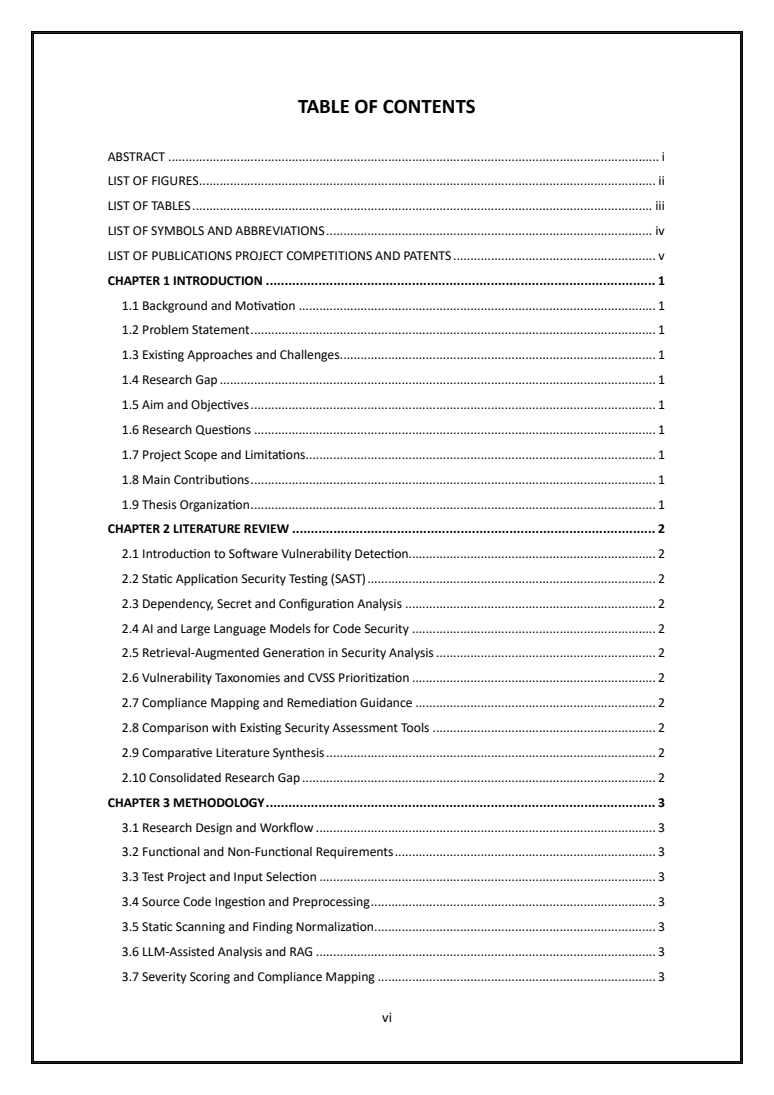 TABLE OF CONTENTS
ABSTRACT ........ i
LIST OF FIGURES ........ ii
LIST OF TABLES ........ iii
LIST OF SYMBOLS AND ABBREVIATIONS ........ iv
LIST OF PUBLICATIONS PROJECT COMPETITIONS AND PATENTS ........ v
CHAPTER 1 INTRODUCTION ........ 1
1.1 Background and Motivation ........ 1
1.2 Problem Statement ........ 1
1.3 Existing Approaches and Challenges ........ 1
1.4 Research Gap ........ 1
1.5 Aim and Objectives ........ 1
1.6 Research Questions ........ 1
1.7 Project Scope and Limitations ........ 1
1.8 Main Contributions ........ 1
1.9 Thesis Organization ........ 1
CHAPTER 2 LITERATURE REVIEW ........ 2
2.1 Introduction to Software Vulnerability Detection ........ 2
2.2 Static Application Security Testing (SAST) ........ 2
2.3 Dependency, Secret and Configuration Analysis ........ 2
2.4 AI and Large Language Models for Code Security ........ 2
2.5 Retrieval-Augmented Generation in Security Analysis ........ 2
2.6 Vulnerability Taxonomies and CVSS Prioritization ........ 2
2.7 Compliance Mapping and Remediation Guidance ........ 2
2.8 Comparison with Existing Security Assessment Tools ........ 2
2.9 Comparative Literature Synthesis ........ 2
2.10 Consolidated Research Gap ........ 2
CHAPTER 3 METHODOLOGY ........ 3
3.1 Research Design and Workflow ........ 3
3.2 Functional and Non-Functional Requirements ........ 3
3.3 Test Project and Input Selection ........ 3
3.4 Source Code Ingestion and Preprocessing ........ 3
3.5 Static Scanning and Finding Normalization ........ 3
3.6 LLM-Assisted Analysis and RAG ........ 3
3.7 Severity Scoring and Compliance Mapping ........ 3
vi